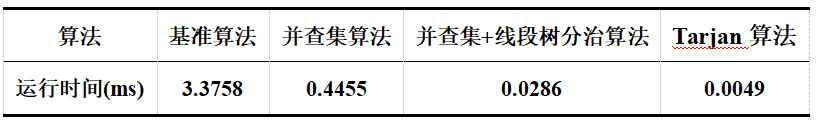 算法 基准算法 并查集算法 并查集+线段树分治算法 Tarjan 算法
运行时间(ms) 3.3758 0.4455 0.0286 0.0049